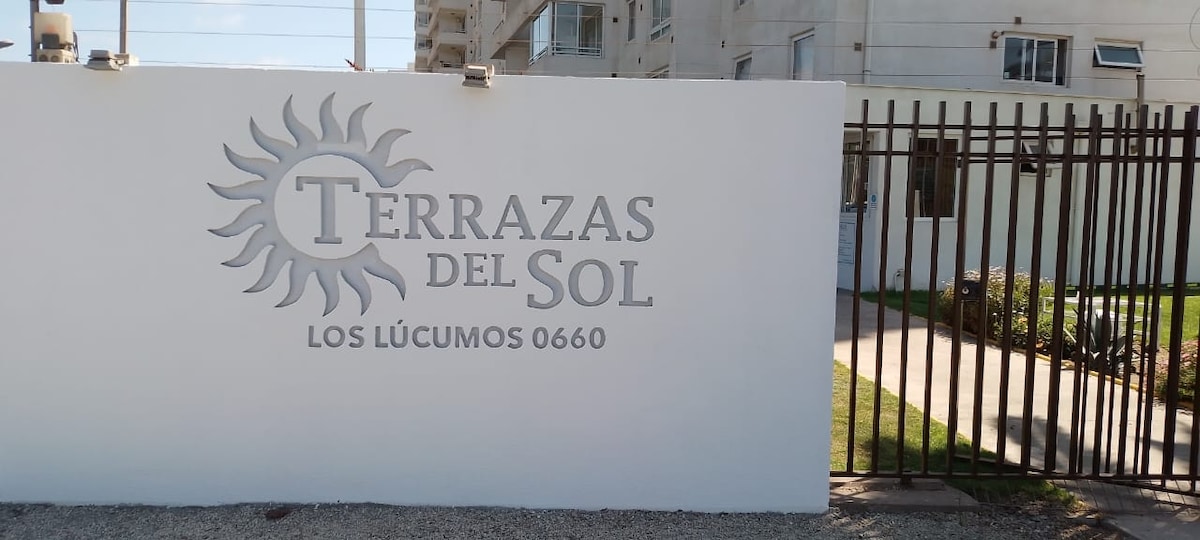 TERRAZAS
DEL SOL
LOS LÚCUMOS 0660